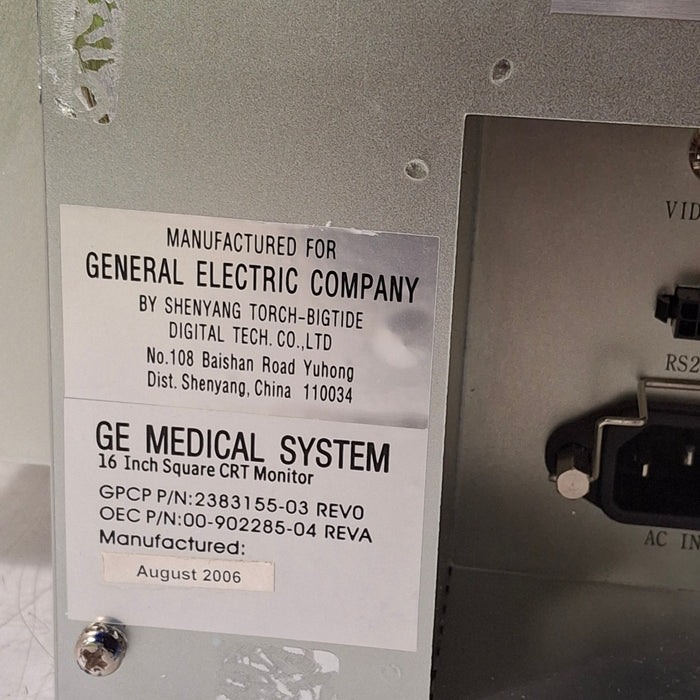 MANUFACTURED FOR
GENERAL ELECTRIC COMPANY
BY SHENYANG TORCH-BIGTIDE
DIGITAL TECH. CO.,LTD
No.108 Baishan Road Yuhong
Dist. Shenyang, China 110034
GE MEDICAL SYSTEM
16 Inch Square CRT Monitor
GPCP P/N:2383155-03 REV0
OEC P/N:00-902285-04 REVA
Manufactured:
August 2006
VID
RS2
AC IN